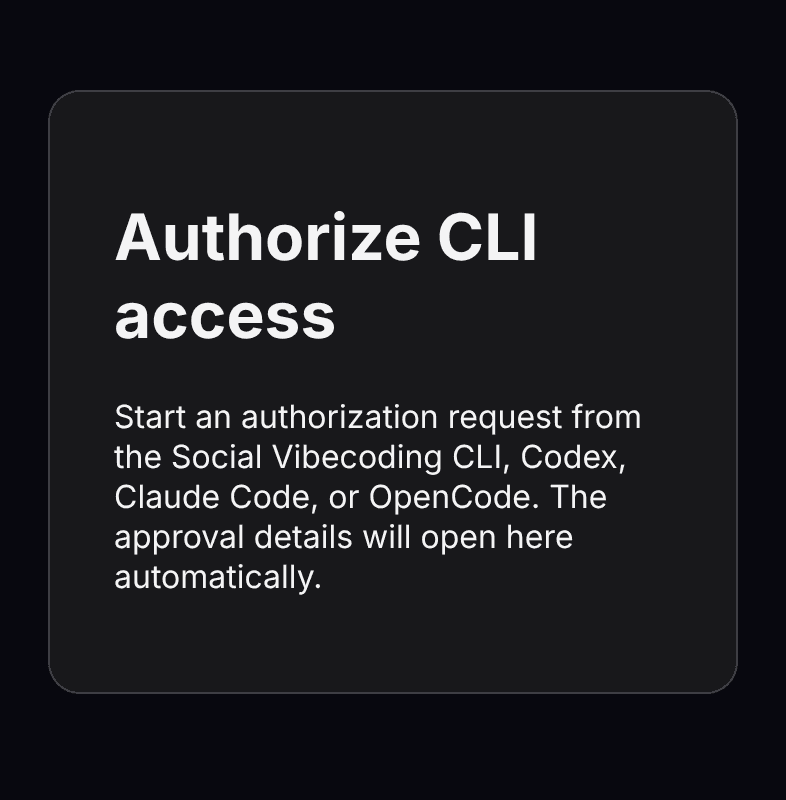 Authorize CLI
access
Start an authorization request from
the Social Vibecoding CLI, Codex,
Claude Code, or OpenCode. The
approval details will open here
automatically.